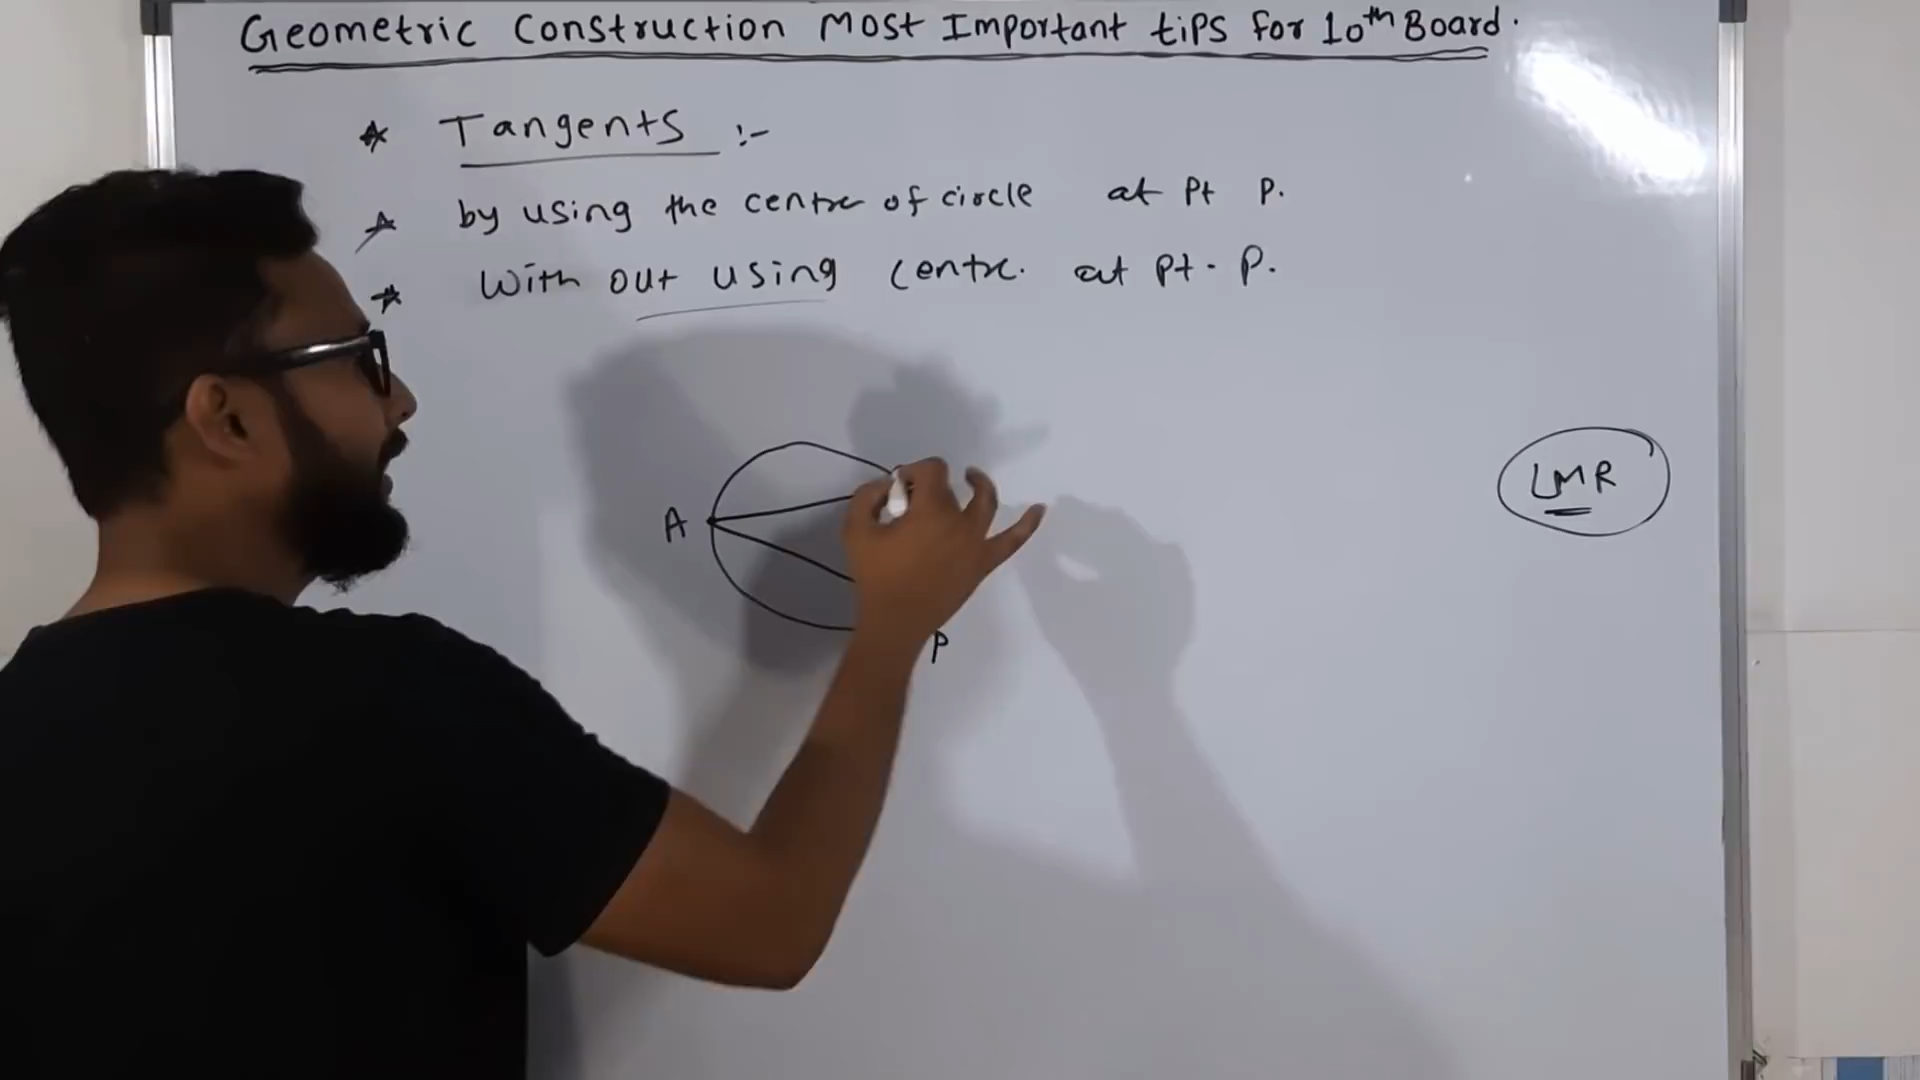 Geometric Construction Most Important tips for 10th Board.
* Tangents :-
* by using the centre of circle at Pt P.
* With out using centre. at Pt. P.
A
LMR
P